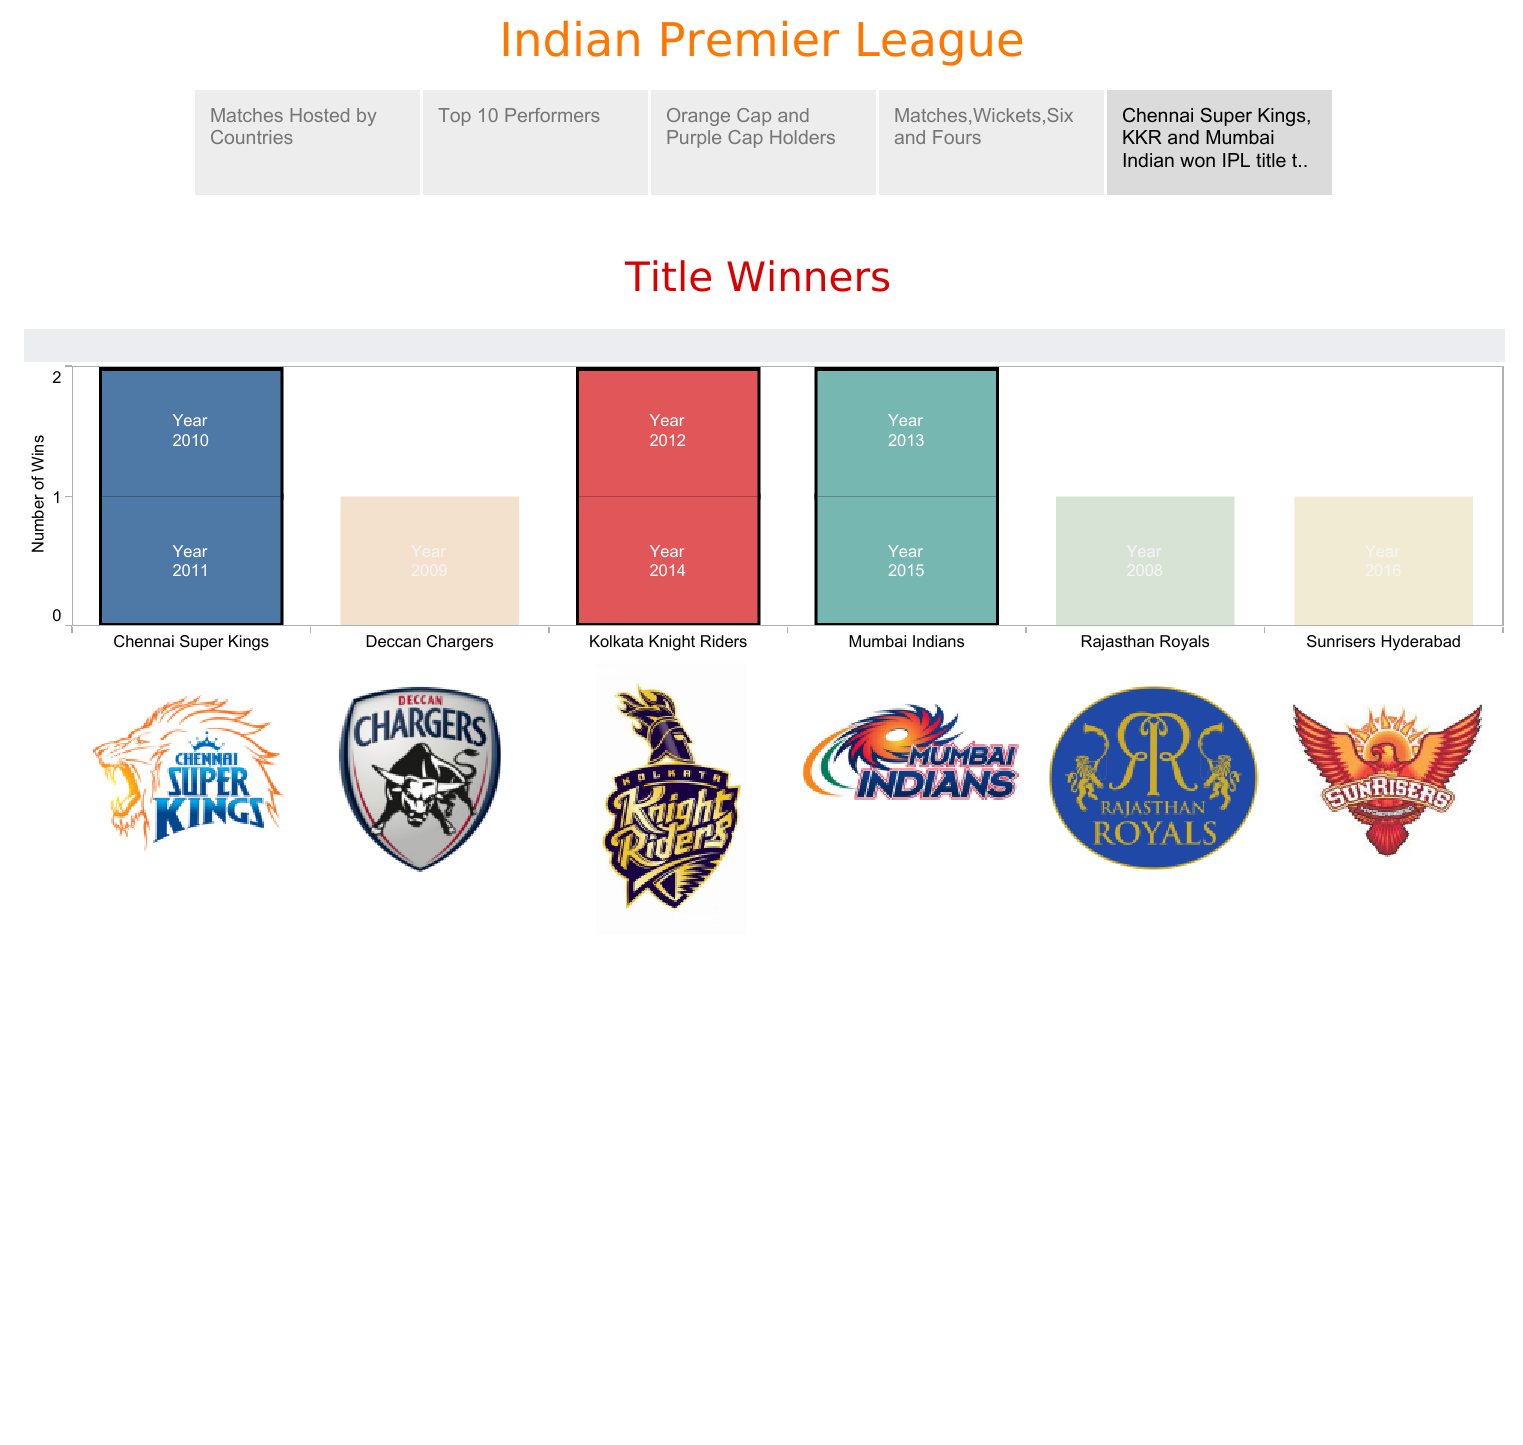 Indian Premier League
Matches Hosted by
Countries
Top 10 Performers
Orange Cap and
Purple Cap Holders
Matches,Wickets,Six
and Fours
Chennai Super Kings,
KKR and Mumbai
Indian won IPL title t..
Title Winners
Number of Wins
2
1
0
Year
2010
Year
2011
Year
2009
Year
2012
Year
2014
Year
2013
Year
2015
Year
2008
Year
2016
Chennai Super Kings
Deccan Chargers
Kolkata Knight Riders
Mumbai Indians
Rajasthan Royals
Sunrisers Hyderabad
CHENNAI
SUPER
KINGS
DECCAN
CHARGERS
KOLKATA
Knight
Riders
MUMBAI
INDIANS
RAJASTHAN
ROYALS
SUNRISERS